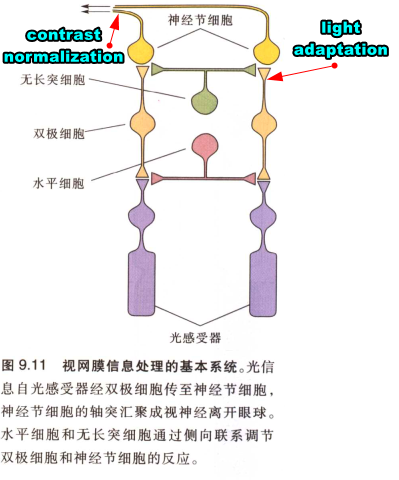 神经节细胞
contrast
normalization
light
adaptation
无长突细胞
双极细胞
水平细胞
光感受器
图 9.11 视网膜信息处理的基本系统。光信
息自光感受器经双极细胞传至神经节细胞，
神经节细胞的轴突汇聚成视神经离开眼球。
水平细胞和无长突细胞通过侧向联系调节
双极细胞和神经节细胞的反应。